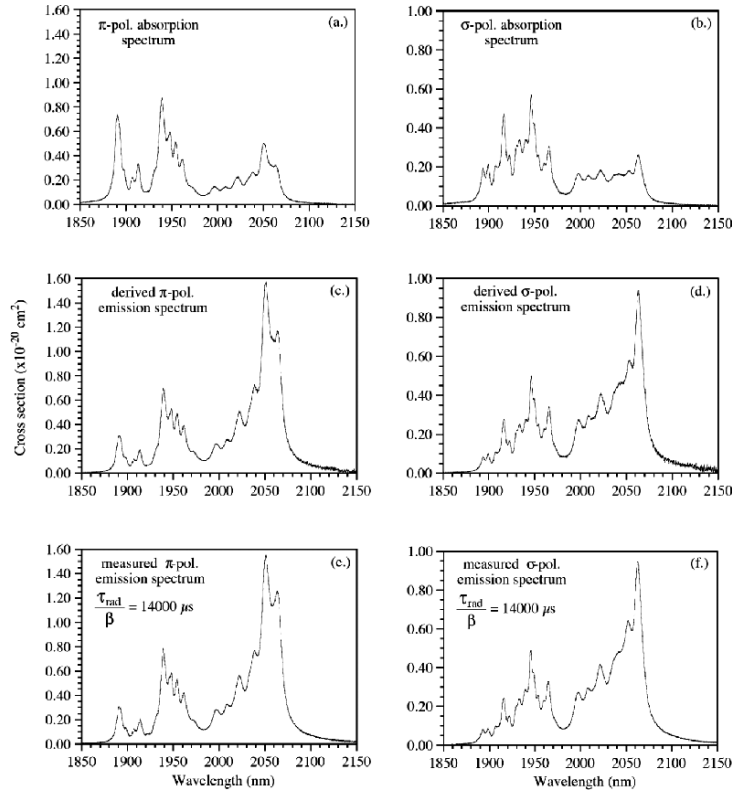 1.60
1.40
1.20
1.00
0.80
0.60
0.40
0.20
0.00
π-pol. absorption
spectrum
(a.)
1850 1900 1950 2000 2050 2100 2150
1.00
0.80
0.60
0.40
0.20
0.00
σ-pol. absorption
spectrum
(b.)
1850 1900 1950 2000 2050 2100 2150
Cross section (x10⁻²⁰ cm²)
1.60
1.40
1.20
1.00
0.80
0.60
0.40
0.20
0.00
derived π-pol.
emission spectrum
(c.)
1850 1900 1950 2000 2050 2100 2150
1.00
0.80
0.60
0.40
0.20
0.00
derived σ-pol.
emission spectrum
(d.)
1850 1900 1950 2000 2050 2100 2150
1.60
1.40
1.20
1.00
0.80
0.60
0.40
0.20
0.00
measured π-pol.
emission spectrum
τrad/β = 14000 μs
(e.)
1850 1900 1950 2000 2050 2100 2150
Wavelength (nm)
1.00
0.80
0.60
0.40
0.20
0.00
measured σ-pol.
emission spectrum
τrad/β = 14000 μs
(f.)
1850 1900 1950 2000 2050 2100 2150
Wavelength (nm)